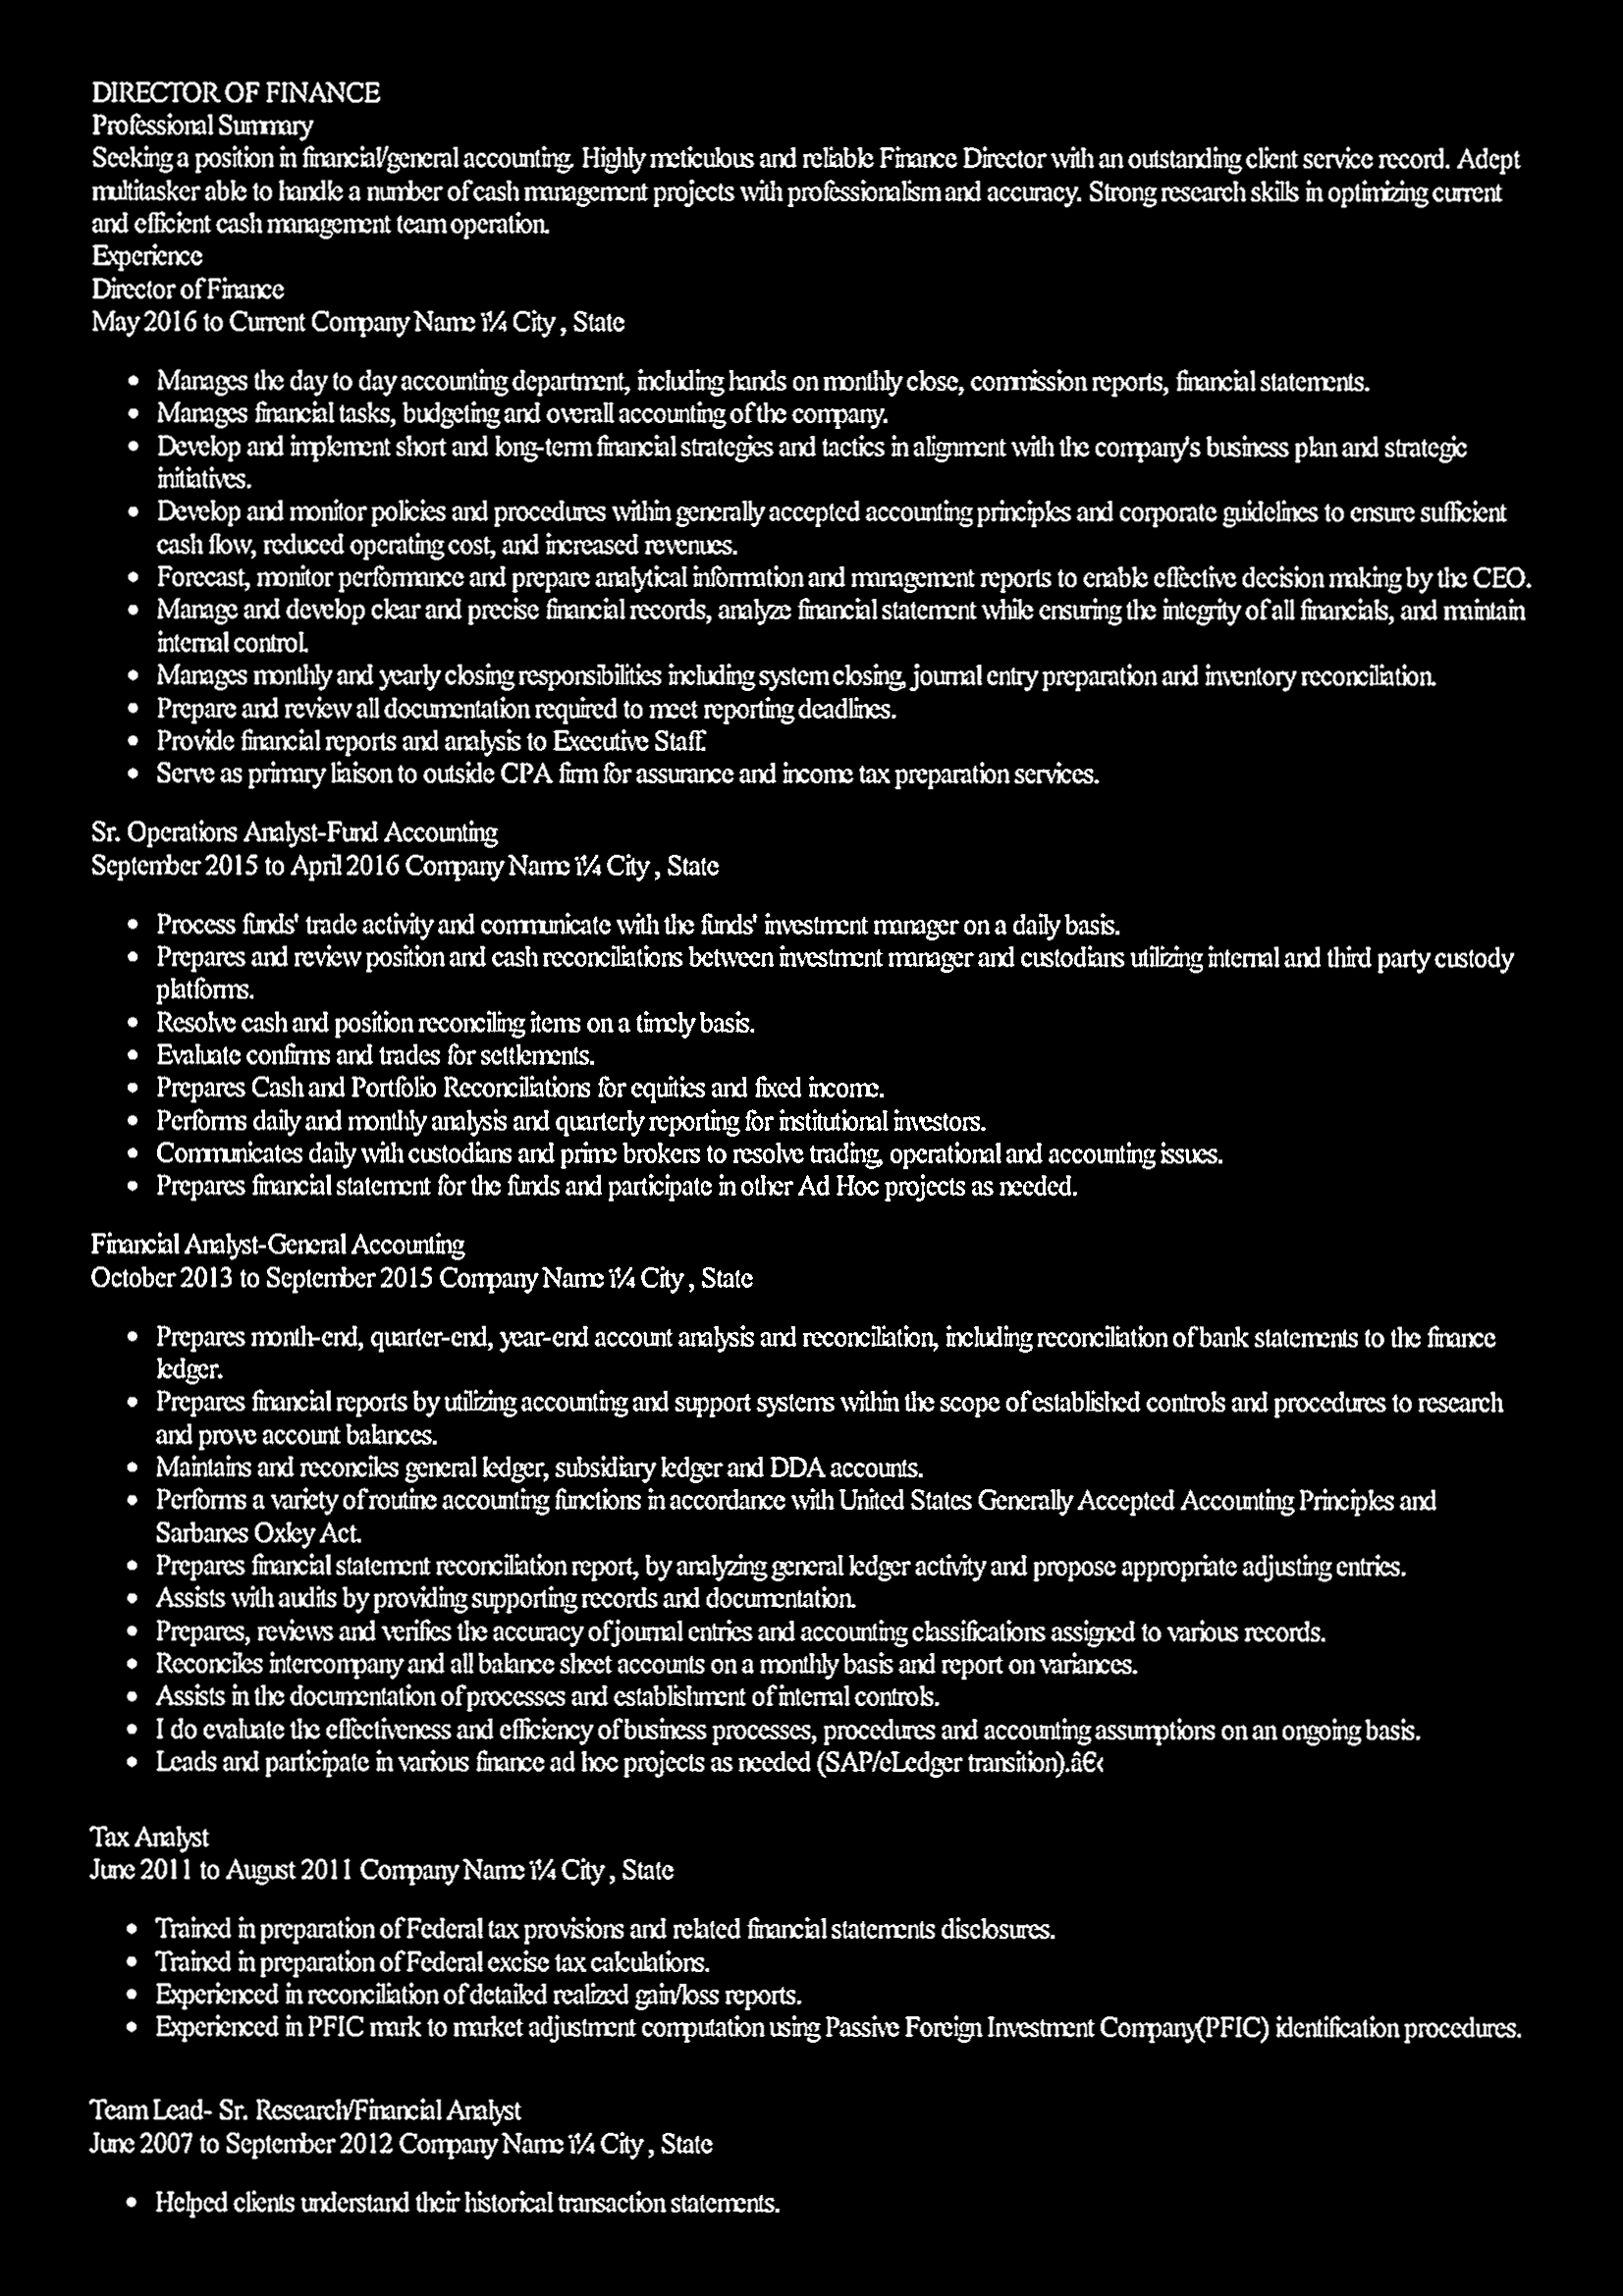 DIRECTOR OF FINANCE
Professional Summary
Seeking a position in financial/general accounting. Highly meticulous and reliable Finance Director with an outstanding client service record. Adept
multitasker able to handle a number of cash management projects with professionalism and accuracy. Strong research skills in optimizing current
and efficient cash management team operation.
Experience
Director of Finance
May 2016 to Current Company Name ï¼ City , State
• Manages the day to day accounting department, including hands on monthly close, commission reports, financial statements.
• Manages financial tasks, budgeting and overall accounting of the company.
• Develop and implement short and long-term financial strategies and tactics in alignment with the company's business plan and strategic
initiatives.
• Develop and monitor policies and procedures within generally accepted accounting principles and corporate guidelines to ensure sufficient
cash flow, reduced operating cost, and increased revenues.
• Forecast, monitor performance and prepare analytical information and management reports to enable effective decision making by the CEO.
• Manage and develop clear and precise financial records, analyze financial statement while ensuring the integrity of all financials, and maintain
internal control.
• Manages monthly and yearly closing responsibilities including system closing, journal entry preparation and inventory reconciliation.
• Prepare and review all documentation required to meet reporting deadlines.
• Provide financial reports and analysis to Executive Staff.
• Serve as primary liaison to outside CPA firm for assurance and income tax preparation services.
Sr. Operations Analyst-Fund Accounting
September 2015 to April 2016 Company Name ï¼ City , State
• Process funds' trade activity and communicate with the funds' investment manager on a daily basis.
• Prepares and review position and cash reconciliations between investment manager and custodians utilizing internal and third party custody
platforms.
• Resolve cash and position reconciling items on a timely basis.
• Evaluate confirms and trades for settlements.
• Prepares Cash and Portfolio Reconciliations for equities and fixed income.
• Performs daily and monthly analysis and quarterly reporting for institutional investors.
• Communicates daily with custodians and prime brokers to resolve trading, operational and accounting issues.
• Prepares financial statement for the funds and participate in other Ad Hoc projects as needed.
Financial Analyst-General Accounting
October 2013 to September 2015 Company Name ï¼ City , State
• Prepares month-end, quarter-end, year-end account analysis and reconciliation, including reconciliation of bank statements to the finance
ledger.
• Prepares financial reports by utilizing accounting and support systems within the scope of established controls and procedures to research
and prove account balances.
• Maintains and reconciles general ledger, subsidiary ledger and DDA accounts.
• Performs a variety of routine accounting functions in accordance with United States Generally Accepted Accounting Principles and
Sarbanes Oxley Act.
• Prepares financial statement reconciliation report, by analyzing general ledger activity and propose appropriate adjusting entries.
• Assists with audits by providing supporting records and documentation.
• Prepares, reviews and verifies the accuracy of journal entries and accounting classifications assigned to various records.
• Reconciles intercompany and all balance sheet accounts on a monthly basis and report on variances.
• Assists in the documentation of processes and establishment of internal controls.
• I do evaluate the effectiveness and efficiency of business processes, procedures and accounting assumptions on an ongoing basis.
• Leads and participate in various finance ad hoc projects as needed (SAP/eLedger transition).â€‹
Tax Analyst
June 2011 to August 2011 Company Name ï¼ City , State
• Trained in preparation of Federal tax provisions and related financial statements disclosures.
• Trained in preparation of Federal excise tax calculations.
• Experienced in reconciliation of detailed realized gain/loss reports.
• Experienced in PFIC mark to market adjustment computation using Passive Foreign Investment Company(PFIC) identification procedures.
Team Lead- Sr. Research/Financial Analyst
June 2007 to September 2012 Company Name ï¼ City , State
• Helped clients understand their historical transaction statements.